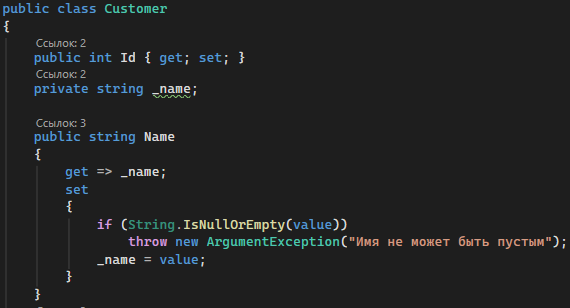 public class Customer
{
Ссылок: 2
public int Id { get; set; }
Ссылок: 2
private string _name;
Ссылок: 3
public string Name
{
get => _name;
set
{
if (String.IsNullOrEmpty(value))
throw new ArgumentException("Имя не может быть пустым");
_name = value;
}
}